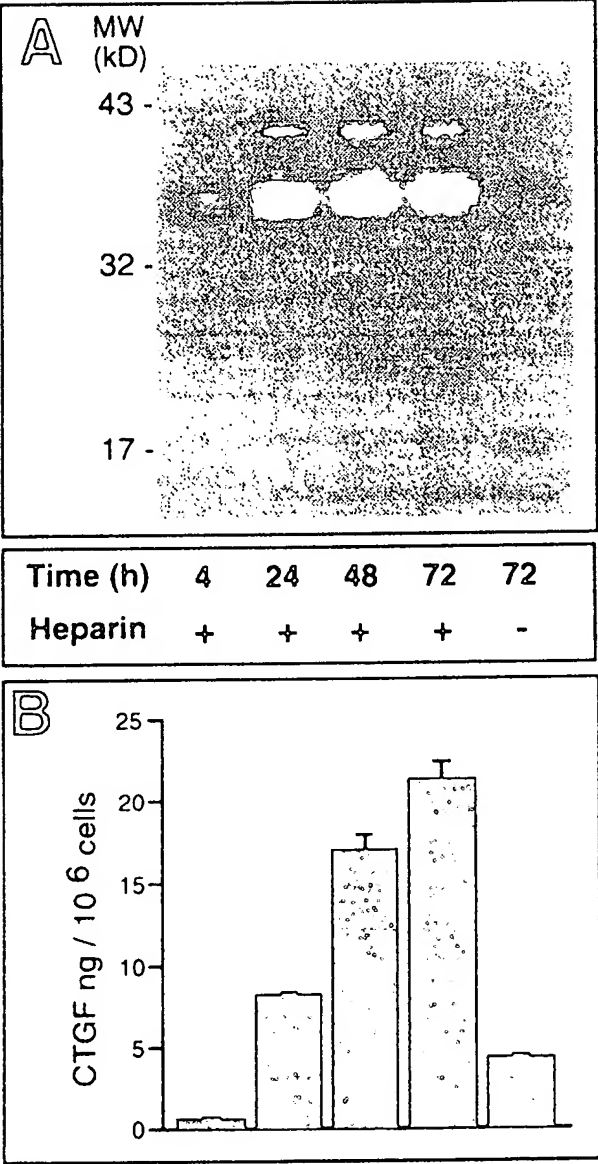 A
MW
(kD)
43 -
32 -
17 -
Time (h) 4 24 48 72 72
Heparin + + + + -
B
CTGF ng / 10 6 cells
25
20
15
10
5
0